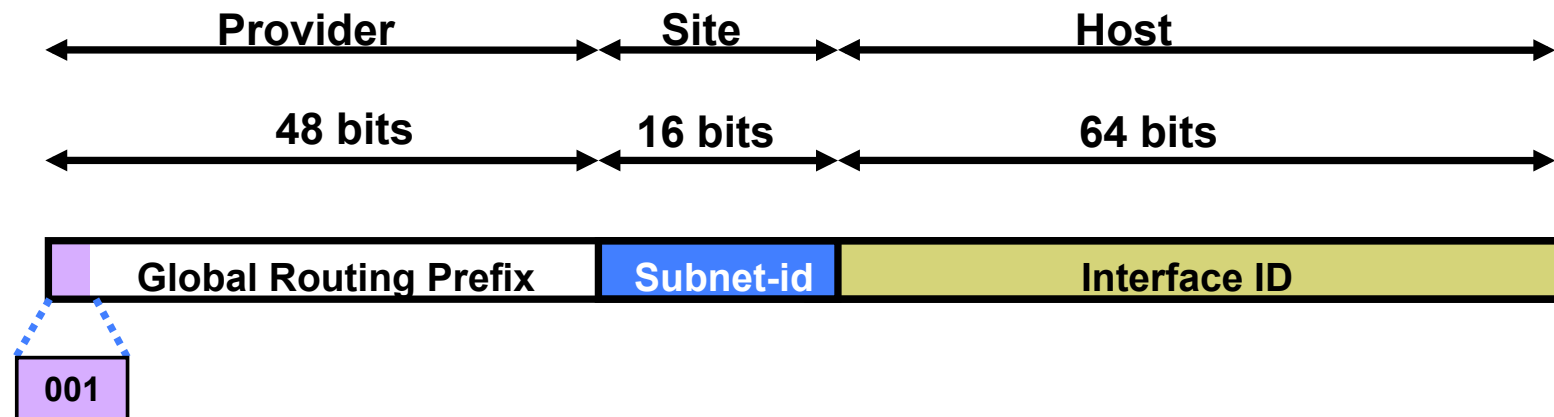 Provider Site Host
48 bits 16 bits 64 bits
Global Routing Prefix Subnet-id Interface ID
001